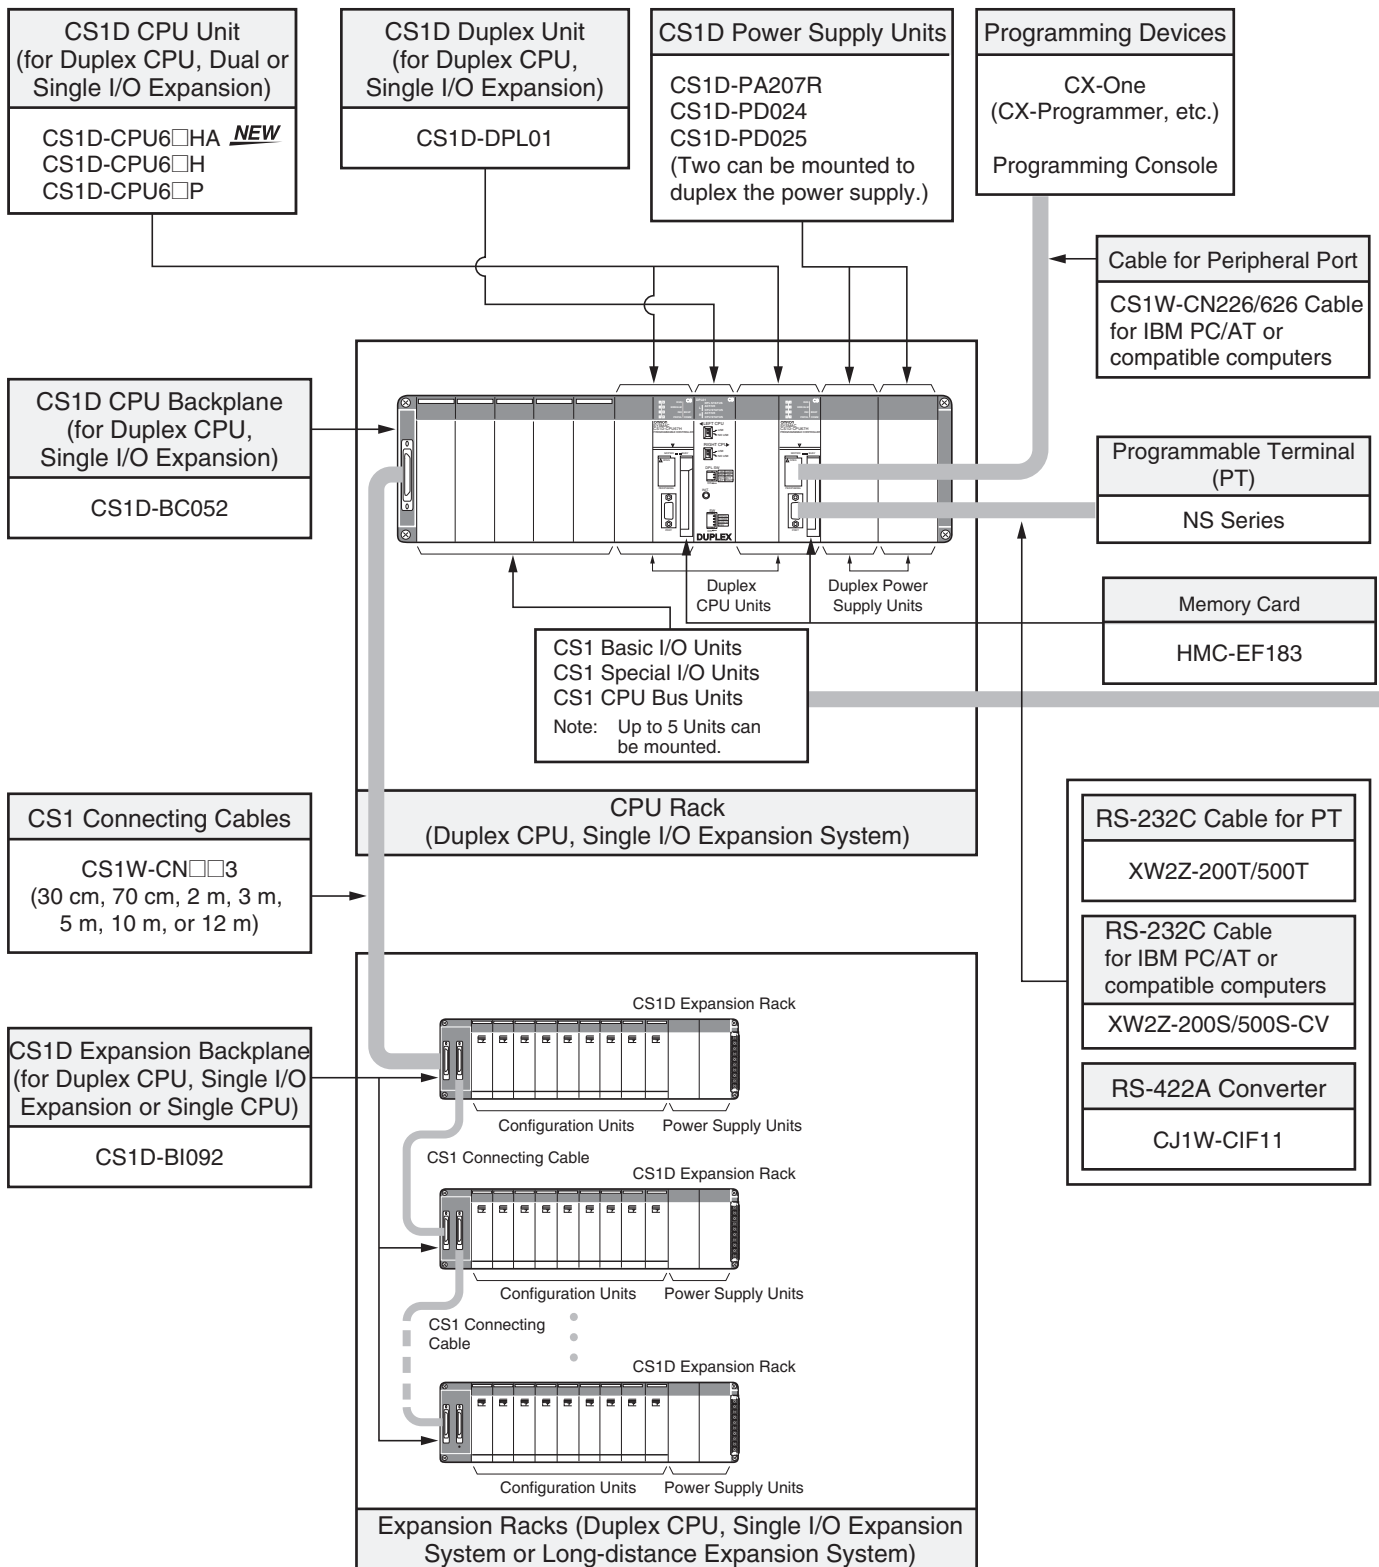 CS1D CPU Unit
(for Duplex CPU, Dual or
Single I/O Expansion)
CS1D-CPU6□HA NEW
CS1D-CPU6□H
CS1D-CPU6□P
CS1D Duplex Unit
(for Duplex CPU,
Single I/O Expansion)
CS1D-DPL01
CS1D Power Supply Units
CS1D-PA207R
CS1D-PD024
CS1D-PD025
(Two can be mounted to
duplex the power supply.)
Programming Devices
CX-One
(CX-Programmer, etc.)
Programming Console
Cable for Peripheral Port
CS1W-CN226/626 Cable
for IBM PC/AT or
compatible computers
CS1D CPU Backplane
(for Duplex CPU,
Single I/O Expansion)
CS1D-BC052
LEFT CPU
RIGHT CPU
DPL SW
DUPLEX
Programmable Terminal
(PT)
NS Series
Duplex
CPU Units
Duplex Power
Supply Units
Memory Card
HMC-EF183
CS1 Basic I/O Units
CS1 Special I/O Units
CS1 CPU Bus Units
Note: Up to 5 Units can
be mounted.
CPU Rack
(Duplex CPU, Single I/O Expansion System)
CS1 Connecting Cables
CS1W-CN□□3
(30 cm, 70 cm, 2 m, 3 m,
5 m, 10 m, or 12 m)
RS-232C Cable for PT
XW2Z-200T/500T
RS-232C Cable
for IBM PC/AT or
compatible computers
XW2Z-200S/500S-CV
RS-422A Converter
CJ1W-CIF11
CS1D Expansion Backplane
(for Duplex CPU, Single I/O
Expansion or Single CPU)
CS1D-BI092
CS1D Expansion Rack
Configuration Units
Power Supply Units
CS1 Connecting Cable
CS1D Expansion Rack
Configuration Units
Power Supply Units
CS1 Connecting
Cable
CS1D Expansion Rack
Configuration Units
Power Supply Units
Expansion Racks (Duplex CPU, Single I/O Expansion
System or Long-distance Expansion System)